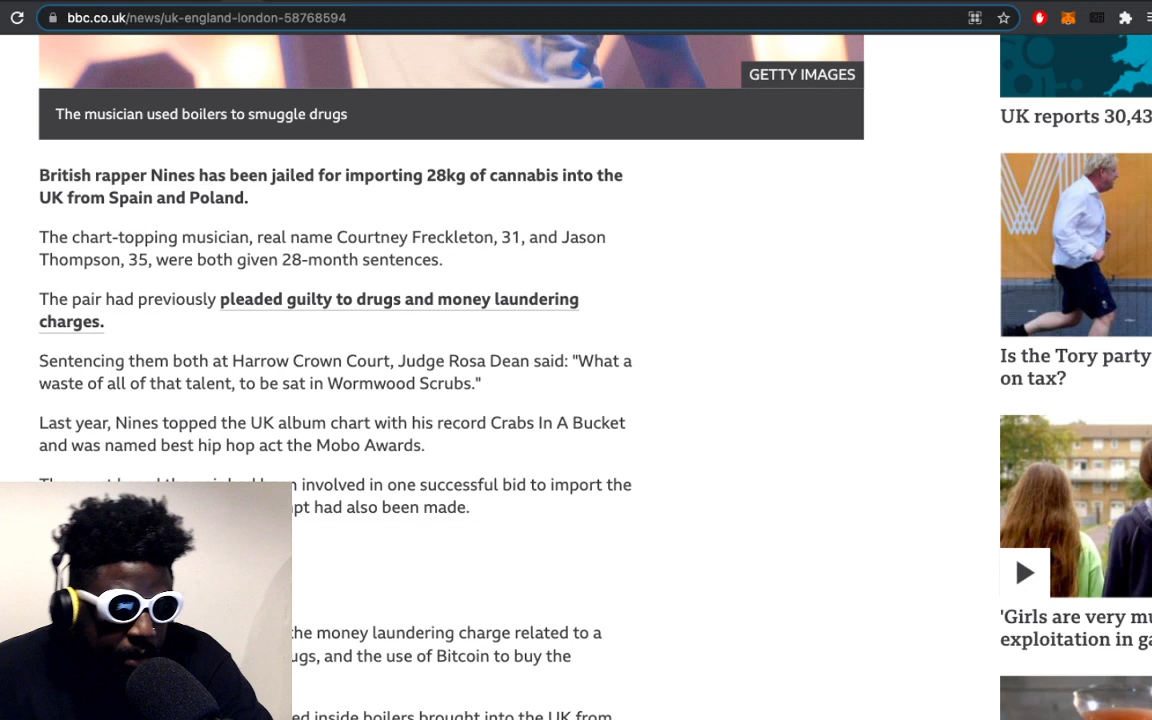 bbc.co.uk/news/uk-england-london-58768594
GETTY IMAGES
The musician used boilers to smuggle drugs
British rapper Nines has been jailed for importing 28kg of cannabis into the
UK from Spain and Poland.
The chart-topping musician, real name Courtney Freckleton, 31, and Jason
Thompson, 35, were both given 28-month sentences.
The pair had previously pleaded guilty to drugs and money laundering
charges.
Sentencing them both at Harrow Crown Court, Judge Rosa Dean said: "What a
waste of all of that talent, to be sat in Wormwood Scrubs."
Last year, Nines topped the UK album chart with his record Crabs In A Bucket
and was named best hip hop act the Mobo Awards.
involved in one successful bid to import the
pt had also been made.
the money laundering charge related to a
ugs, and the use of Bitcoin to buy the
ed inside boilers brought into the UK from
UK reports 30,43
Is the Tory party
on tax?
'Girls are very mu
exploitation in ga